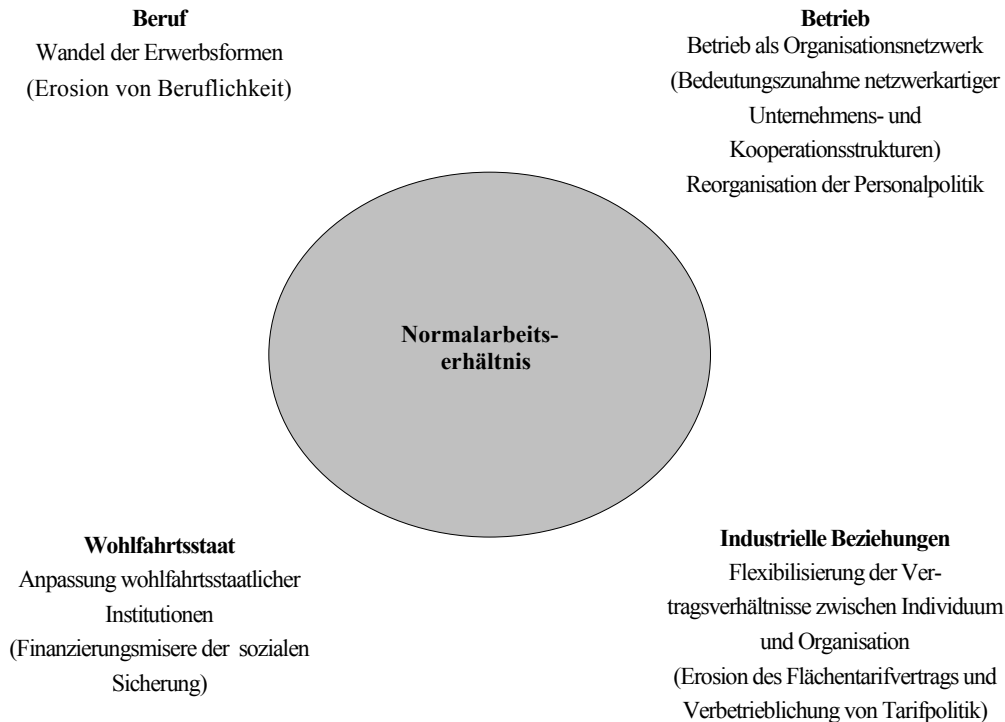 Beruf
Wandel der Erwerbsformen
(Erosion von Beruflichkeit)
Betrieb
Betrieb als Organisationsnetzwerk
(Bedeutungszunahme netzwerkartiger
Unternehmens- und
Kooperationsstrukturen)
Reorganisation der Personalpolitik
Normalarbeits-
erhältnis
Wohlfahrtsstaat
Anpassung wohlfahrtsstaatlicher
Institutionen
(Finanzierungsmisere der sozialen
Sicherung)
Industrielle Beziehungen
Flexibilisierung der Ver-
tragsverhältnisse zwischen Individuum
und Organisation
(Erosion des Flächentarifvertrags und
Verbetrieblichung von Tarifpolitik)